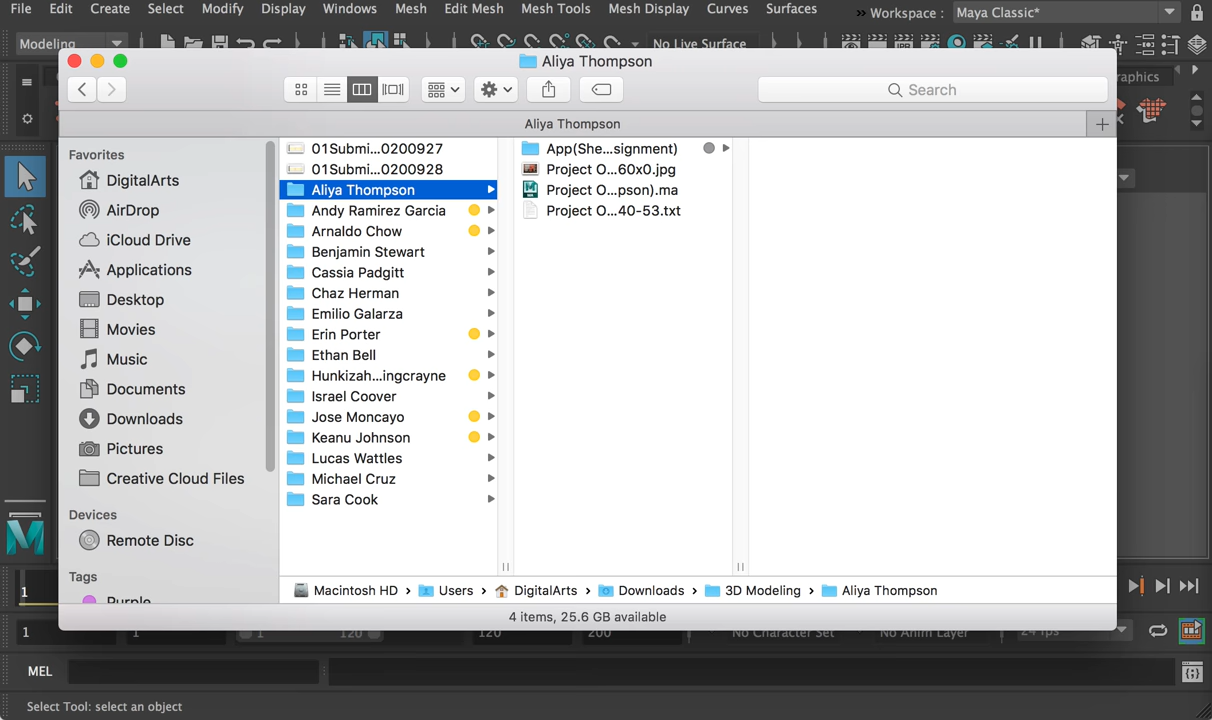 File Edit Create Select Modify Display Windows Mesh Edit Mesh Mesh Tools Mesh Display Curves Surfaces
» Workspace : Maya Classic*
Modeling
No Live Surface
Aliya Thompson
Search
Aliya Thompson
Favorites
DigitalArts
AirDrop
iCloud Drive
Applications
Desktop
Movies
Music
Documents
Downloads
Pictures
Creative Cloud Files
Devices
Remote Disc
Tags
Purple
01Submi...0200927
01Submi...0200928
Aliya Thompson
Andy Ramirez Garcia
Arnaldo Chow
Benjamin Stewart
Cassia Padgitt
Chaz Herman
Emilio Galarza
Erin Porter
Ethan Bell
Hunkizah...ingcrayne
Israel Coover
Jose Moncayo
Keanu Johnson
Lucas Wattles
Michael Cruz
Sara Cook
App(She...signment)
Project O...60x0.jpg
Project O...pson).ma
Project O...40-53.txt
Macintosh HD › Users › DigitalArts › Downloads › 3D Modeling › Aliya Thompson
4 items, 25.6 GB available
raphics
1
1 1 1 120 120 200 No Character Set No Anim Layer 24 fps
MEL
Select Tool: select an object